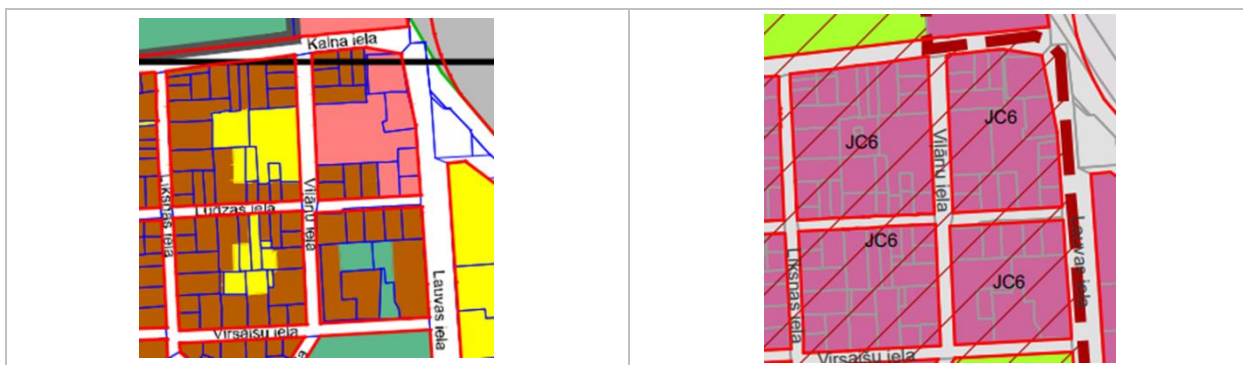 Kalna iela
Līksnas iela
Ludzas iela
Viļānu iela
Virsaišu iela
Lauvas iela
JC6
JC6
Viļānu iela
JC6
Līksnas iela
JC6
Lauvas iela
Virsaišu iela